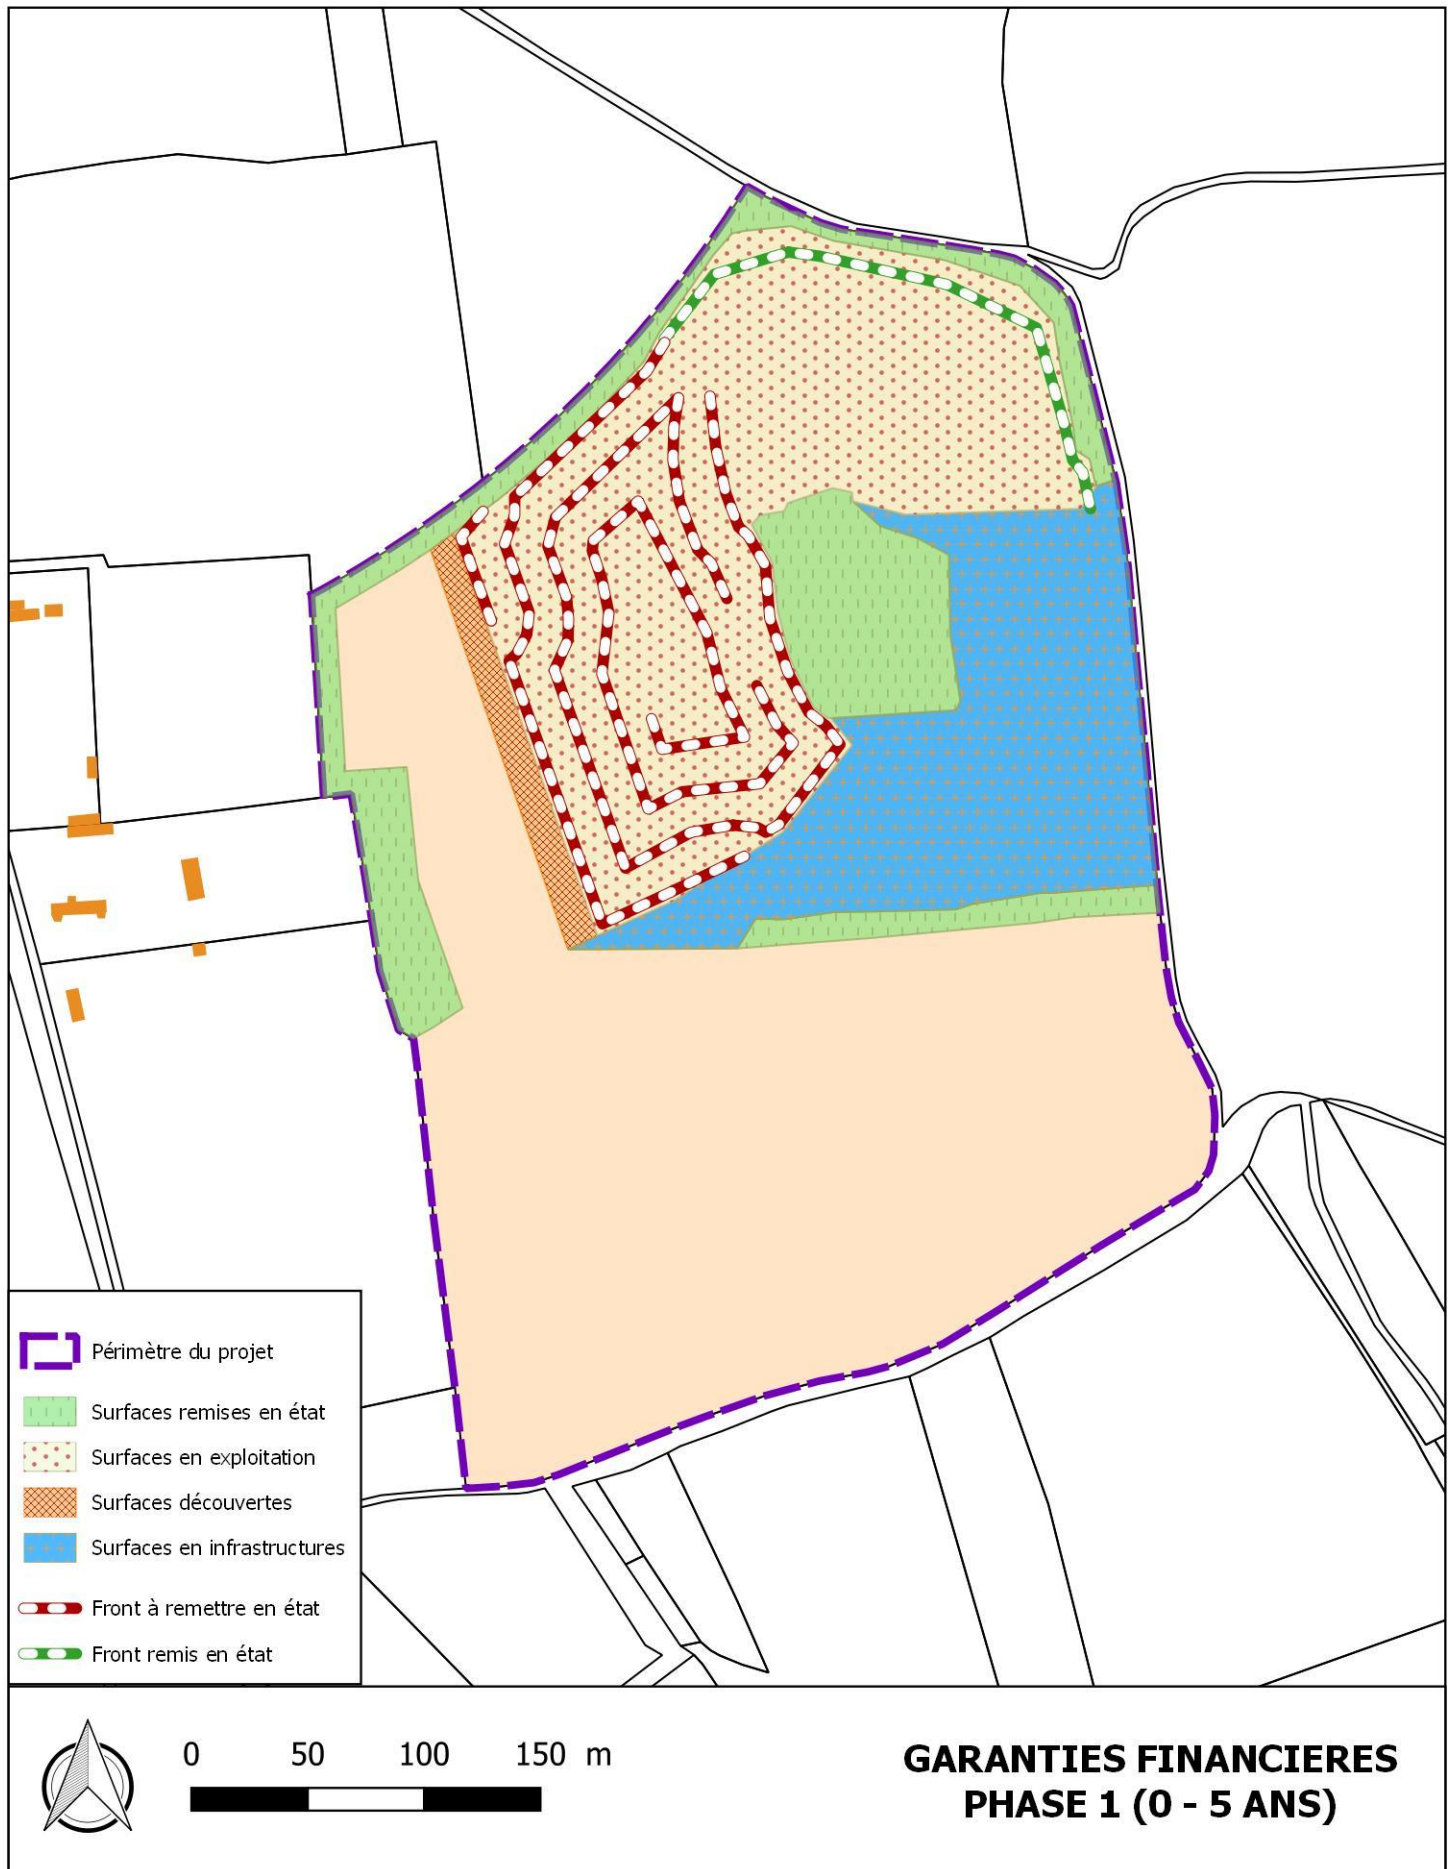 Périmètre du projet
Surfaces remises en état
Surfaces en exploitation
Surfaces découvertes
Surfaces en infrastructures
Front à remettre en état
Front remis en état
0 50 100 150 m
GARANTIES FINANCIERES
PHASE 1 (0 - 5 ANS)